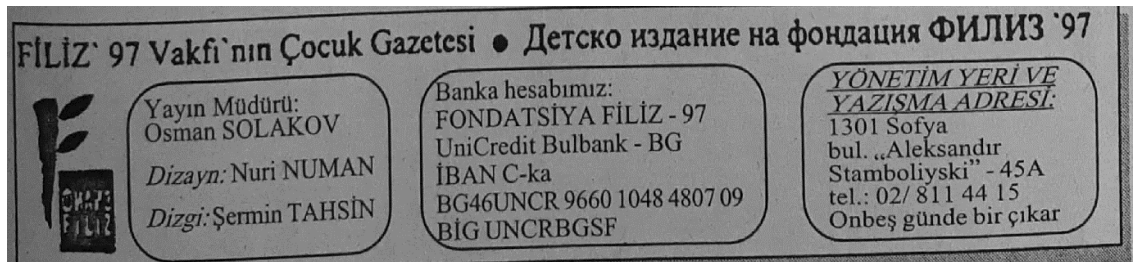 FİLİZ` 97 Vakfı`nın Çocuk Gazetesi ● Детско издание на фондация ФИЛИЗ `97
Yayın Müdürü:
Osman SOLAKOV
Dizayn: Nuri NUMAN
Dizgi: Şermin TAHSİN
Banka hesabımız:
FONDATSİYA FİLİZ - 97
UniCredit Bulbank - BG
İBAN C-ka
BG46UNCR 9660 1048 4807 09
BİG UNCRBGSF
YÖNETİM YERİ VE
YAZIŞMA ADRESİ:
1301 Sofya
bul. „Aleksandır
Stamboliyski” - 45A
tel.: 02/ 811 44 15
Onbeş günde bir çıkar
FİLİZ